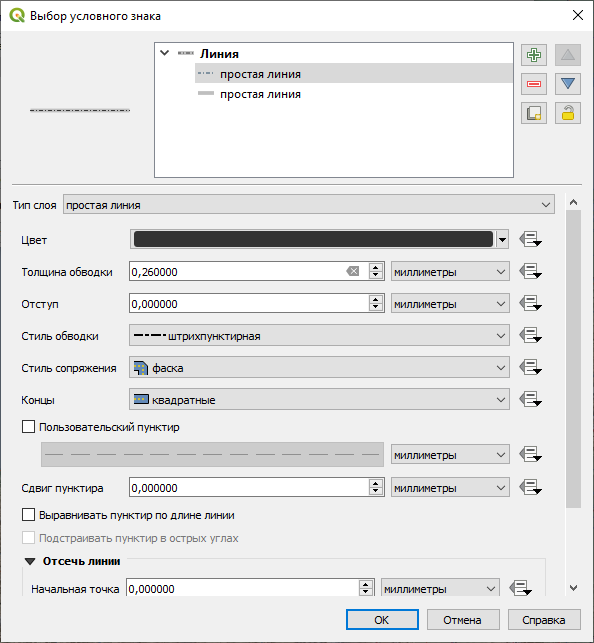 Выбор условного знака
Линия
простая линия
простая линия
Тип слоя простая линия
Цвет
Толщина обводки 0,260000 миллиметры
Отступ 0,000000 миллиметры
Стиль обводки штрихпунктирная
Стиль сопряжения фаска
Концы квадратные
Пользовательский пунктир
миллиметры
Сдвиг пунктира 0,000000 миллиметры
Выравнивать пунктир по длине линии
Подстраивать пунктир в острых углах
Отсечь линии
Начальная точка 0,000000 миллиметры
OK Отмена Справка